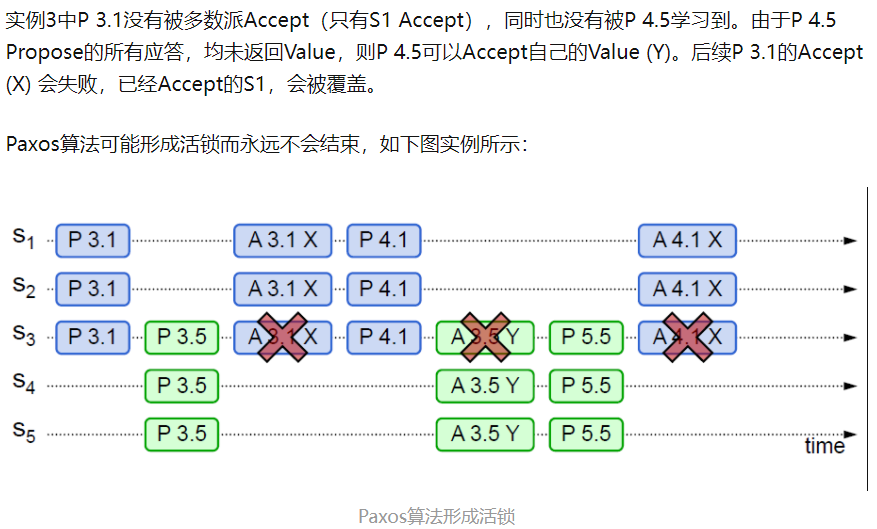 实例3中P 3.1没有被多数派Accept（只有S1 Accept），同时也没有被P 4.5学习到。由于P 4.5
Propose的所有应答，均未返回Value，则P 4.5可以Accept自己的Value (Y)。后续P 3.1的Accept
(X) 会失败，已经Accept的S1，会被覆盖。
Paxos算法可能形成活锁而永远不会结束，如下图实例所示：
S1 P 3.1 A 3.1 X P 4.1 A 4.1 X
S2 P 3.1 A 3.1 X P 4.1 A 4.1 X
S3 P 3.1 P 3.5 A 3.1 X P 4.1 A 3.5 Y P 5.5 A 4.1 X
S4 P 3.5 A 3.5 Y P 5.5
S5 P 3.5 A 3.5 Y P 5.5
time
Paxos算法形成活锁